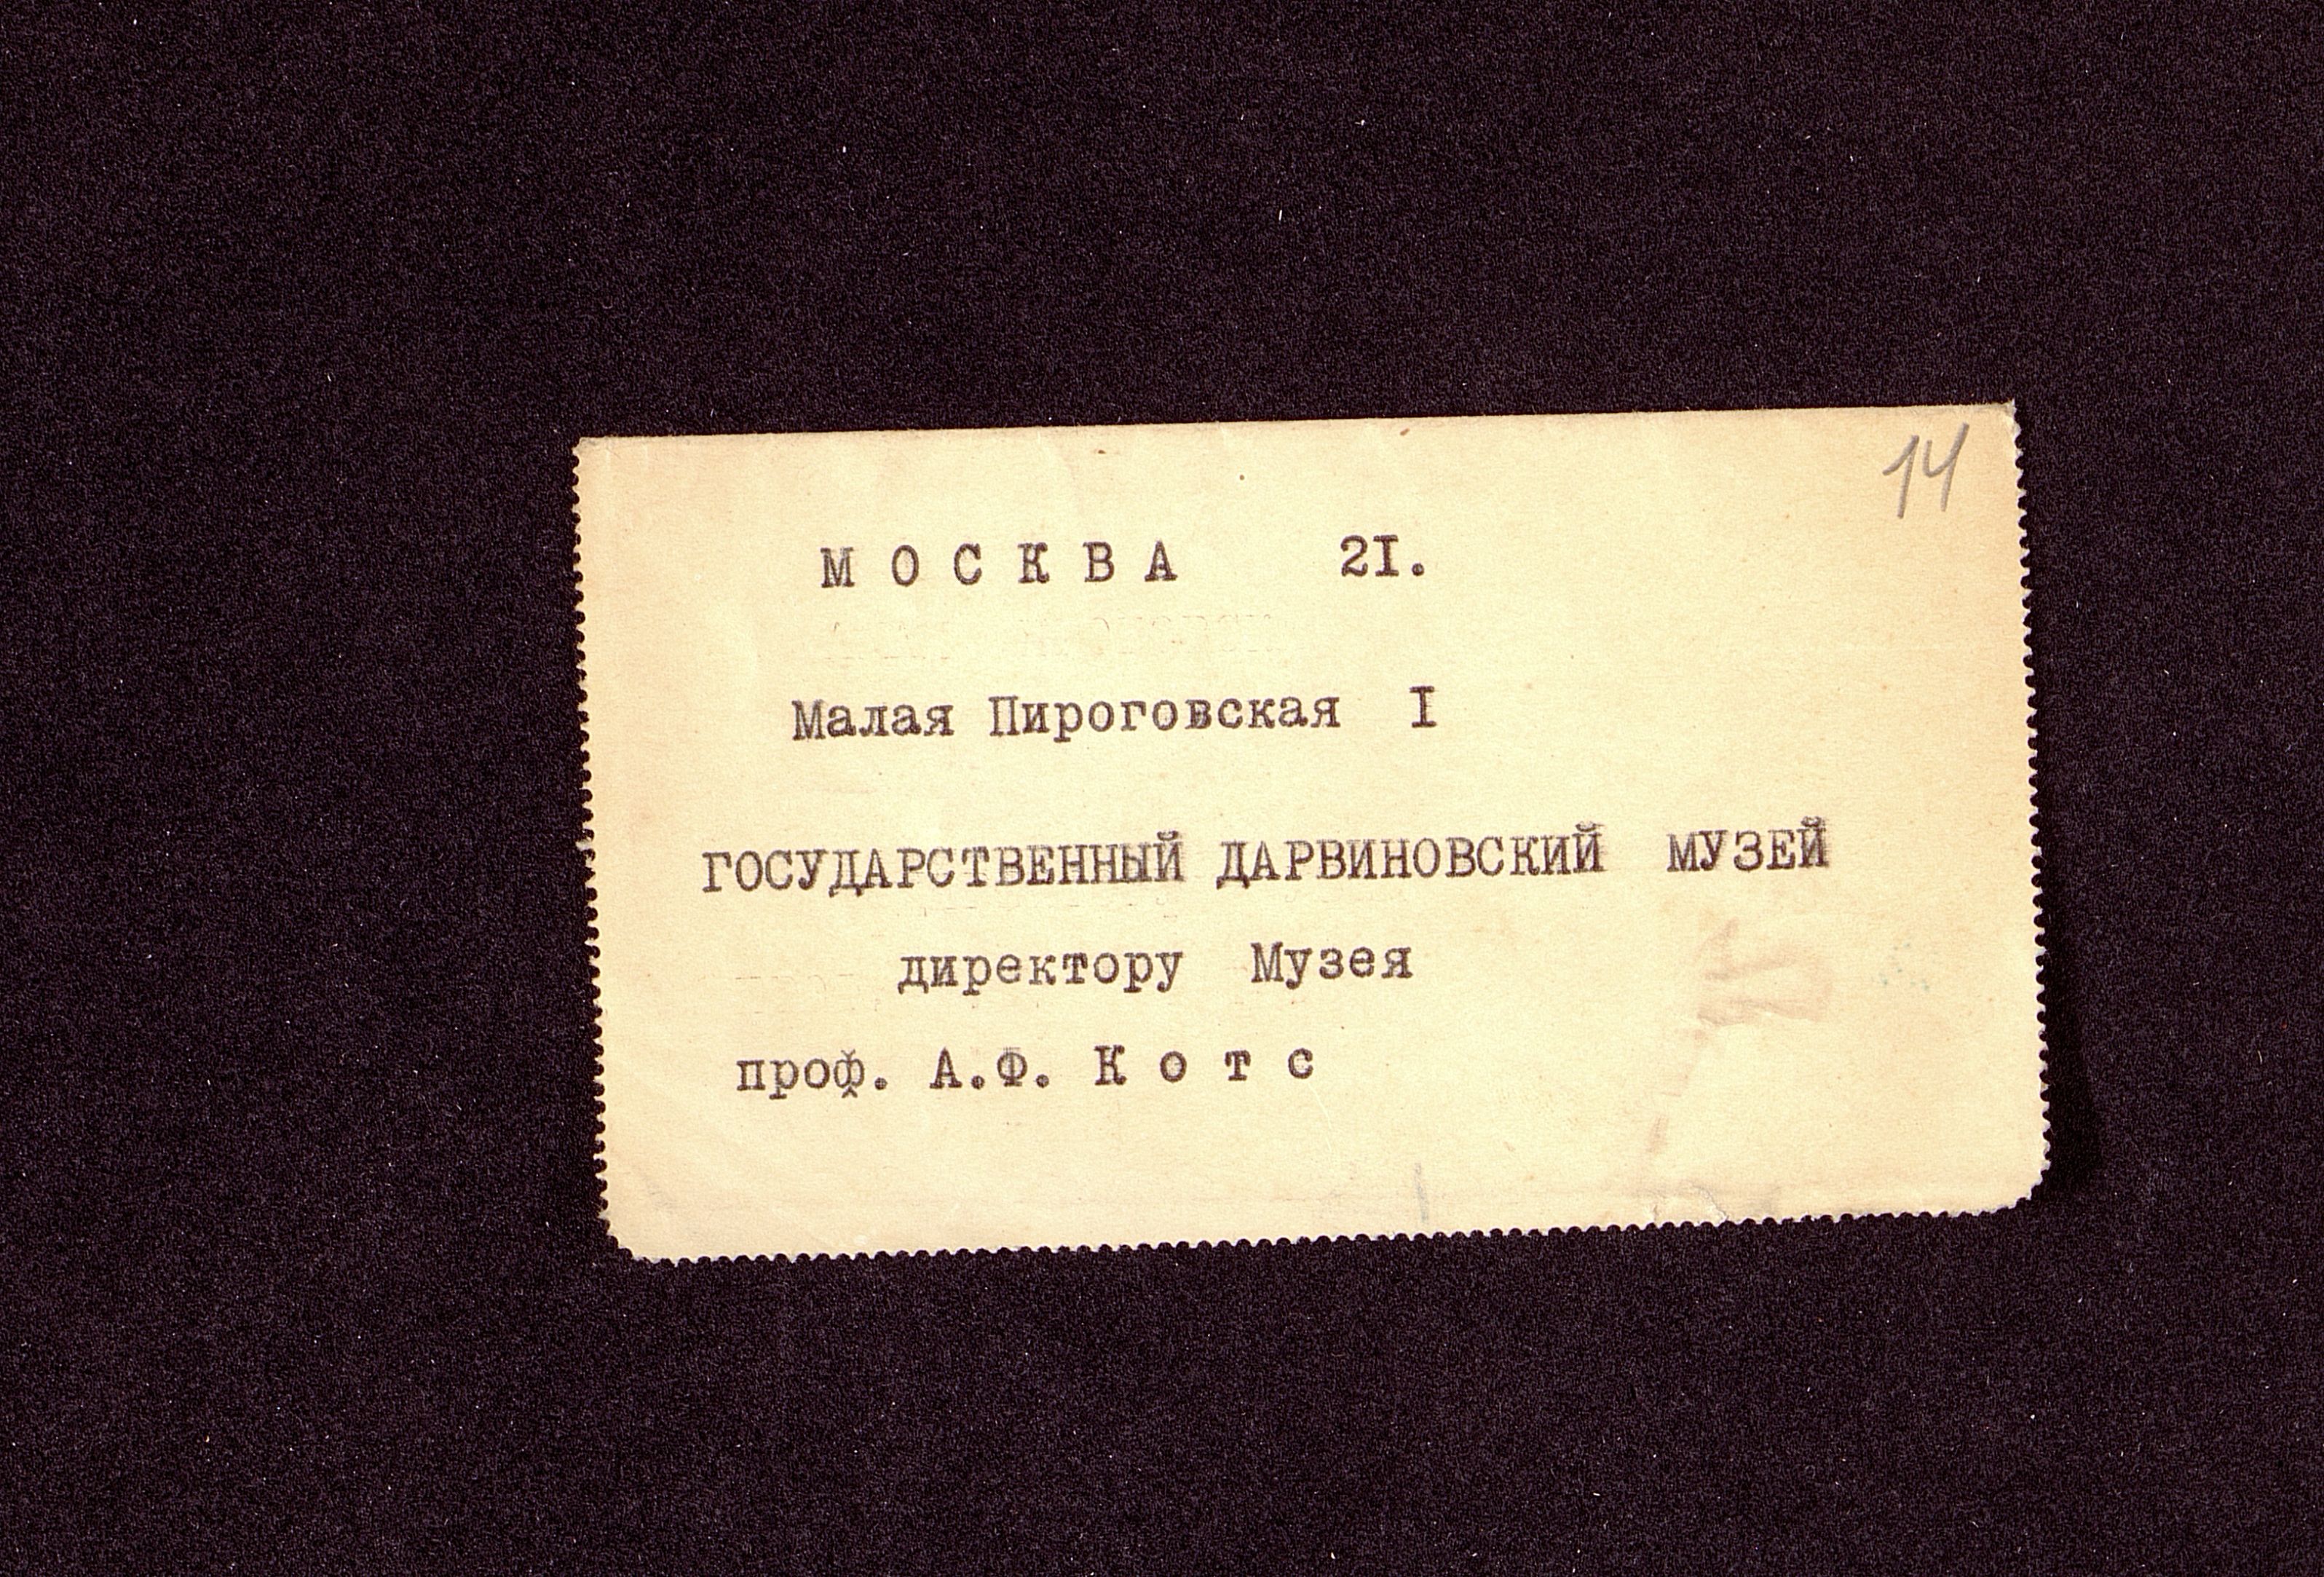 14
М О С К В А 2I.
Малая Пироговская I
ГОСУДАРСТВЕННЫЙ ДАРВИНОВСКИЙ МУЗЕЙ
директору Музея
проф. А.Ф. К о т с